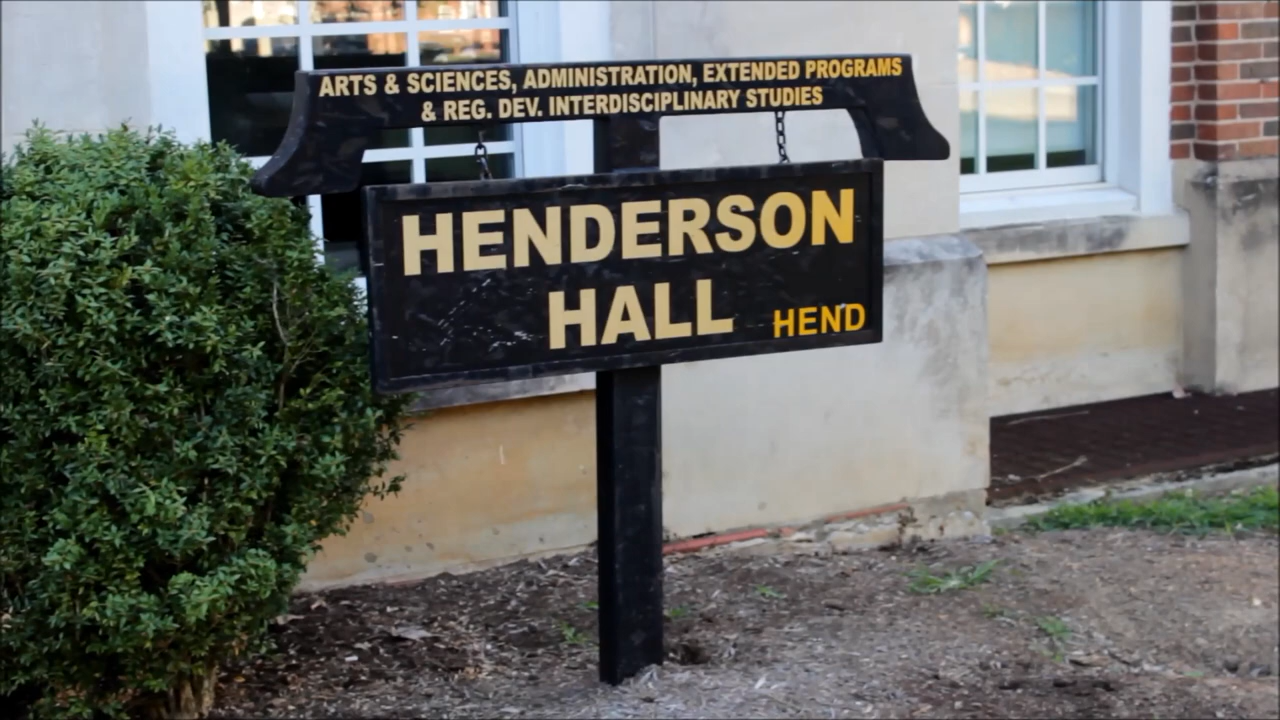 ARTS & SCIENCES, ADMINISTRATION, EXTENDED PROGRAMS
& REG. DEV. INTERDISCIPLINARY STUDIES
HENDERSON
HALL HEND